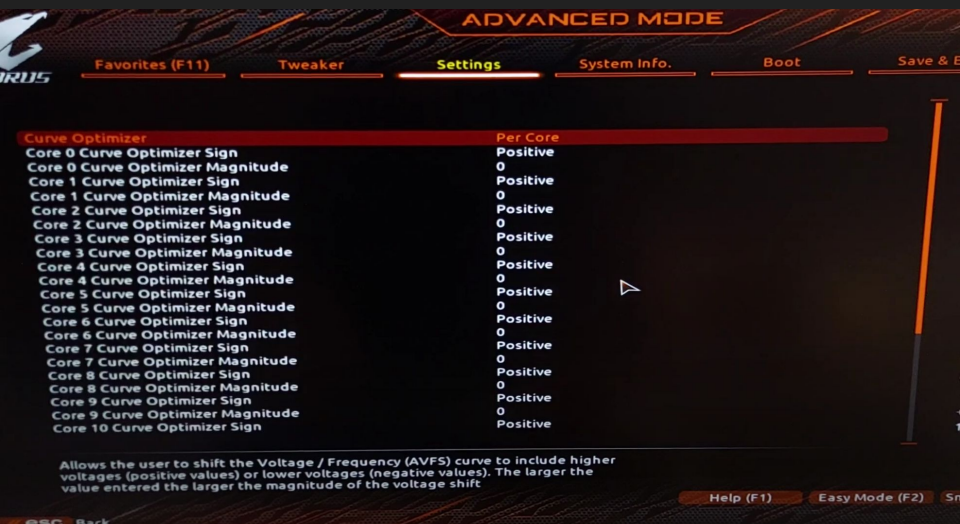 ADVANCED MODE
Favorites (F11) Tweaker Settings System Info. Boot Save & E
Curve Optimizer Per Core
Core 0 Curve Optimizer Sign Positive
Core 0 Curve Optimizer Magnitude 0
Core 1 Curve Optimizer Sign Positive
Core 1 Curve Optimizer Magnitude 0
Core 2 Curve Optimizer Sign Positive
Core 2 Curve Optimizer Magnitude 0
Core 3 Curve Optimizer Sign Positive
Core 3 Curve Optimizer Magnitude 0
Core 4 Curve Optimizer Sign Positive
Core 4 Curve Optimizer Magnitude 0
Core 5 Curve Optimizer Sign Positive
Core 5 Curve Optimizer Magnitude 0
Core 6 Curve Optimizer Sign Positive
Core 6 Curve Optimizer Magnitude 0
Core 7 Curve Optimizer Sign Positive
Core 7 Curve Optimizer Magnitude 0
Core 8 Curve Optimizer Sign Positive
Core 8 Curve Optimizer Magnitude 0
Core 9 Curve Optimizer Sign Positive
Core 9 Curve Optimizer Magnitude 0
Core 10 Curve Optimizer Sign Positive
Allows the user to shift the Voltage / Frequency (AVFS) curve to include higher
voltages (positive values) or lower voltages (negative values). The larger the
value entered the larger the magnitude of the voltage shift
Help (F1) Easy Mode (F2) Sm
ESC Back